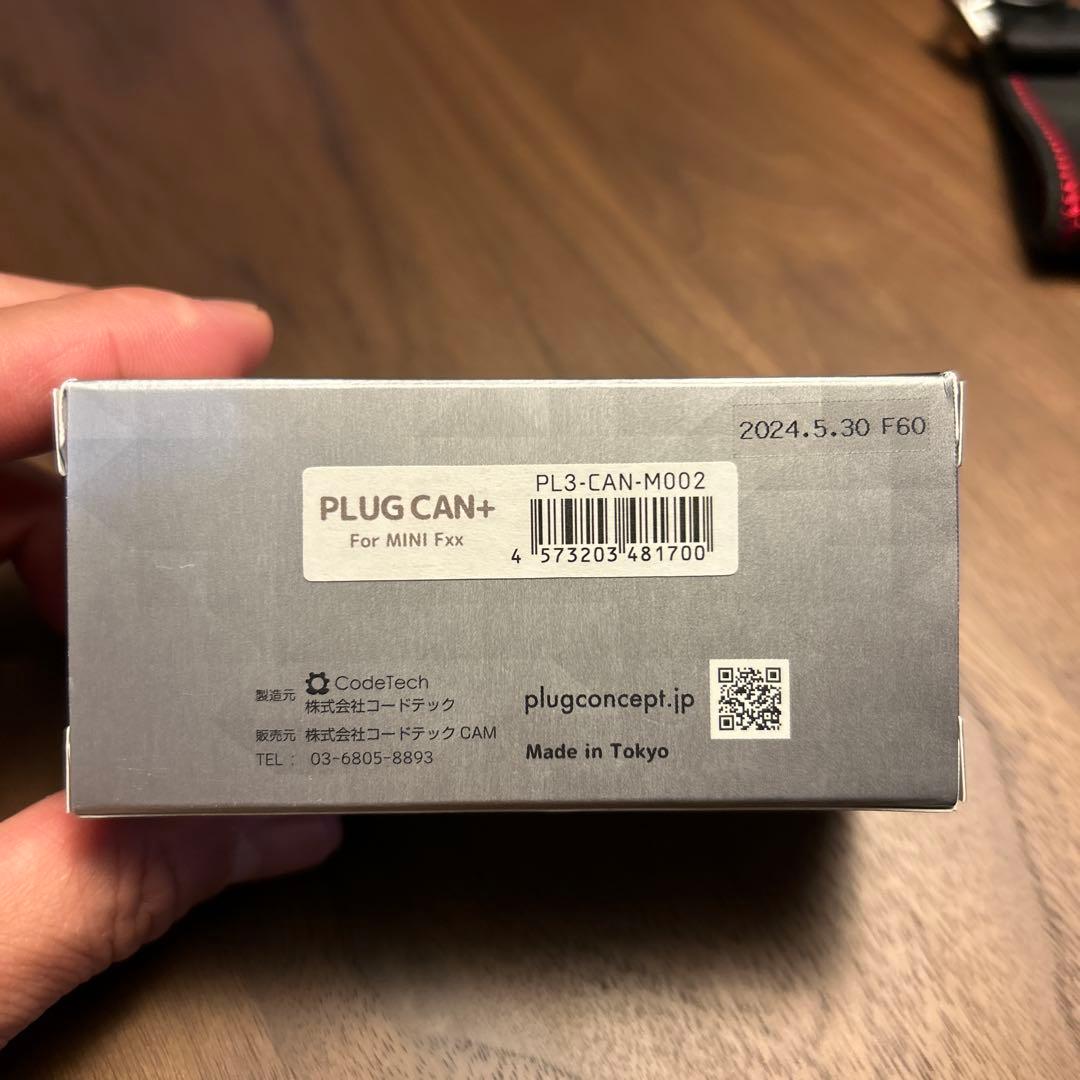 2024.5.30 F60
PLUG CAN+
For MINI Fxx
PL3-CAN-M002
4 573203 481700
製造元 CodeTech
株式会社コードテック
販売元 株式会社コードテック CAM
TEL : 03-6805-8893
plugconcept.jp
Made in Tokyo